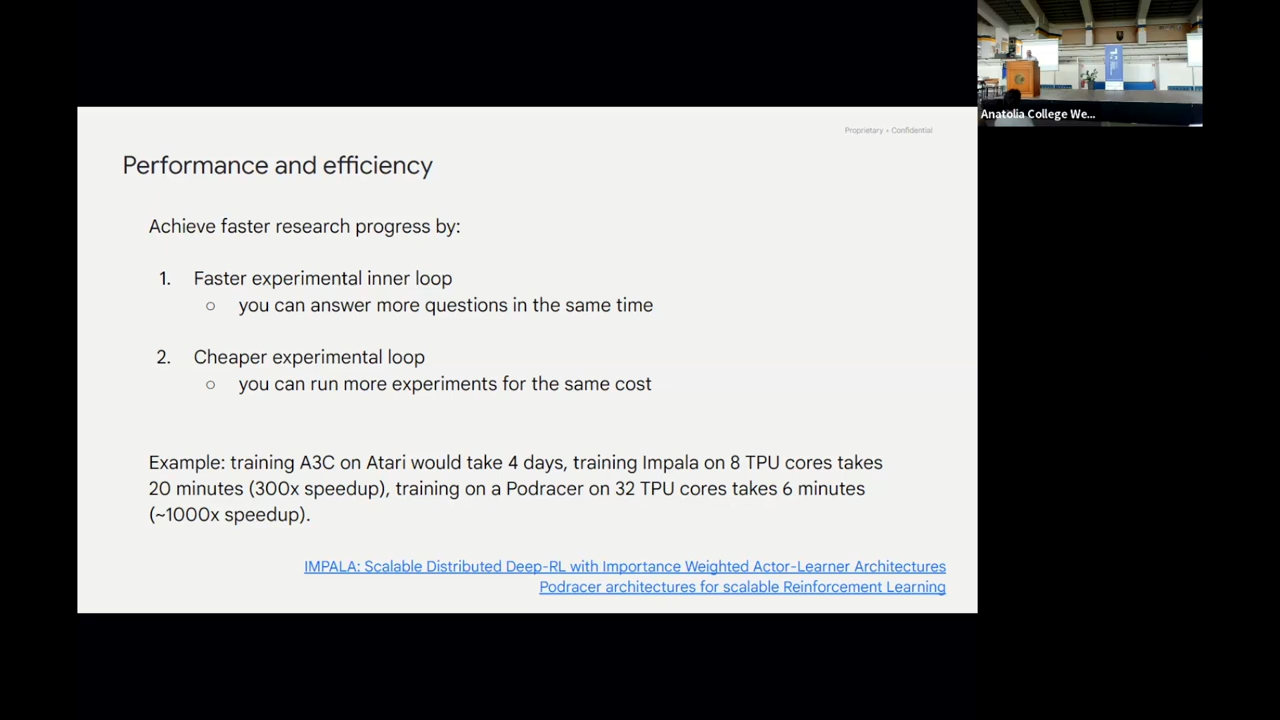 Anatolia College We...
Proprietary + Confidential
Performance and efficiency
Achieve faster research progress by:
1. Faster experimental inner loop
○ you can answer more questions in the same time
2. Cheaper experimental loop
○ you can run more experiments for the same cost
Example: training A3C on Atari would take 4 days, training Impala on 8 TPU cores takes
20 minutes (300x speedup), training on a Podracer on 32 TPU cores takes 6 minutes
(~1000x speedup).
IMPALA: Scalable Distributed Deep-RL with Importance Weighted Actor-Learner Architectures
Podracer architectures for scalable Reinforcement Learning